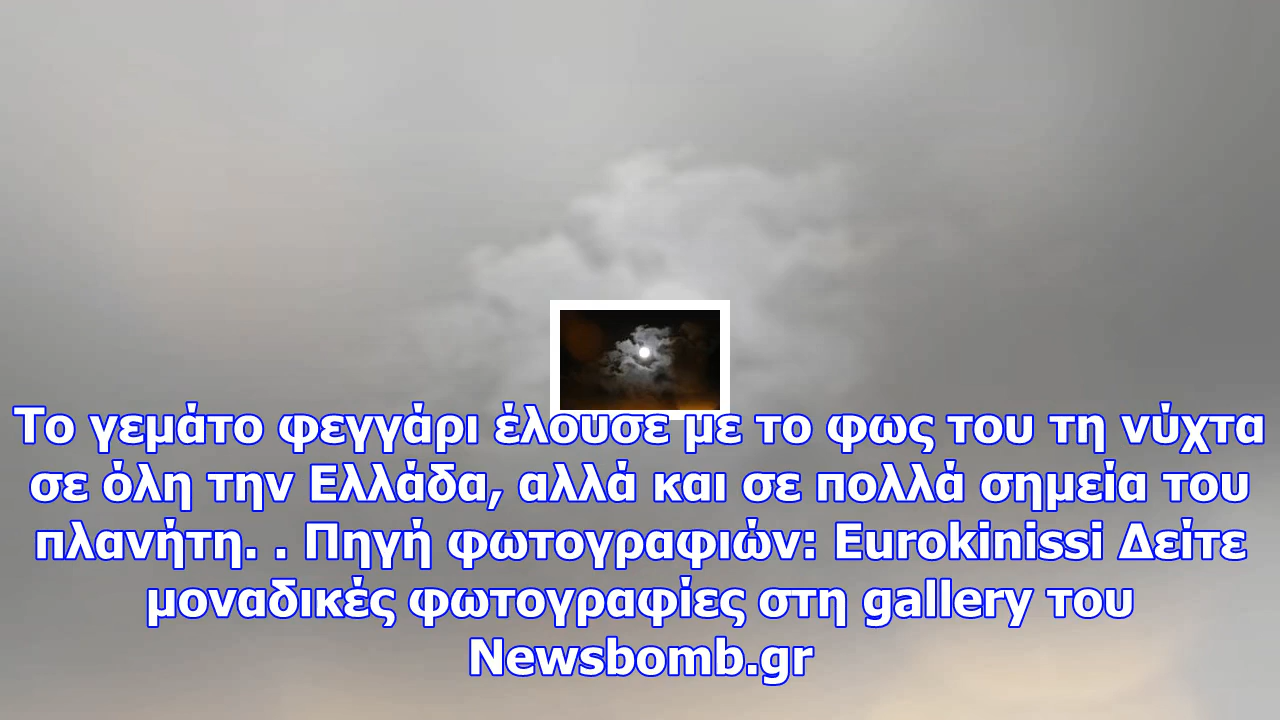 Το γεμάτο φεγγάρι έλουσε με το φως του τη νύχτα
σε όλη την Ελλάδα, αλλά και σε πολλά σημεία του
πλανήτη. . Πηγή φωτογραφιών: Eurokinissi Δείτε
μοναδικές φωτογραφίες στη gallery του
Newsbomb.gr